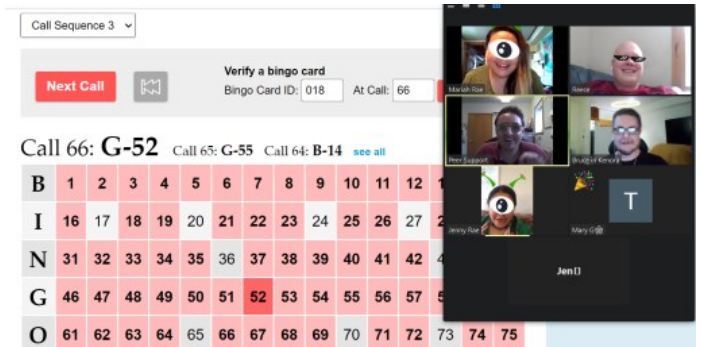 Call Sequence 3
Next Call
Verify a bingo card
Bingo Card ID: 018 At Call: 66
Call 66: G-52 Call 65: G-55 Call 64: B-14 see all
B 1 2 3 4 5 6 7 8 9 10 11 12
I 16 17 18 19 20 21 22 23 24 25 26 27
N 31 32 33 34 35 36 37 38 39 40 41 42
G 46 47 48 49 50 51 52 53 54 55 56 57
O 61 62 63 64 65 66 67 68 69 70 71 72 73 74 75
Mariah Rae
Reece
Peer Support
Bruce in Kenora
Jenny Rae
T
Mary G
Jen